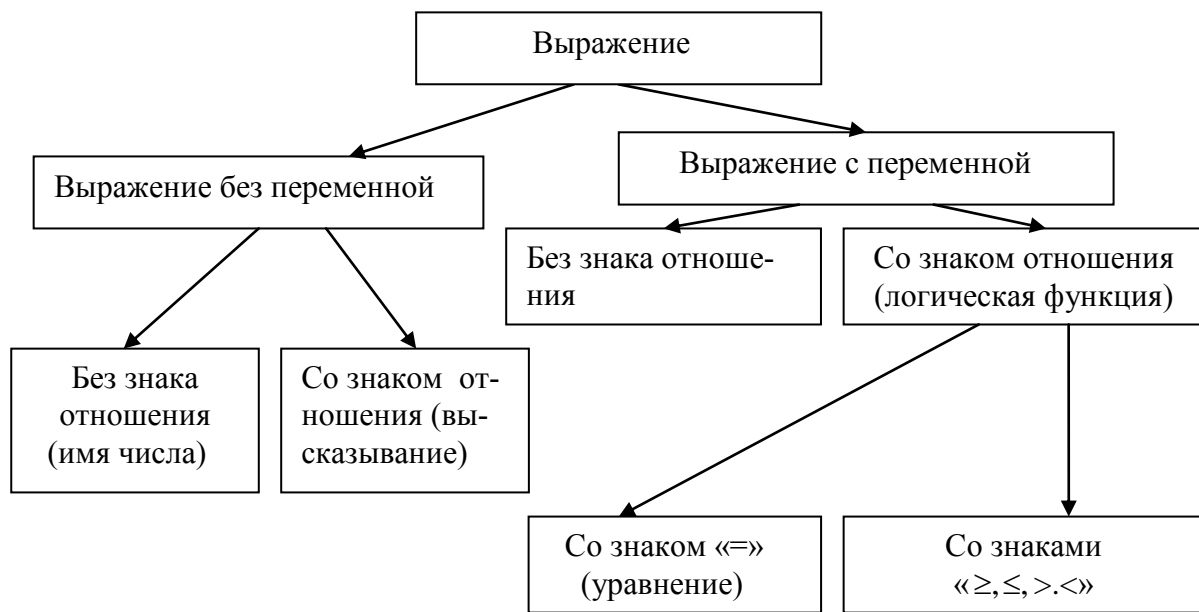 Выражение
Выражение без переменной
Выражение с переменной
Без знака отноше-
ния
Со знаком отношения
(логическая функция)
Без знака
отношения
(имя числа)
Со знаком от-
ношения (вы-
сказывание)
Со знаком «=»
(уравнение)
Со знаками
«≥,≤,>.<»